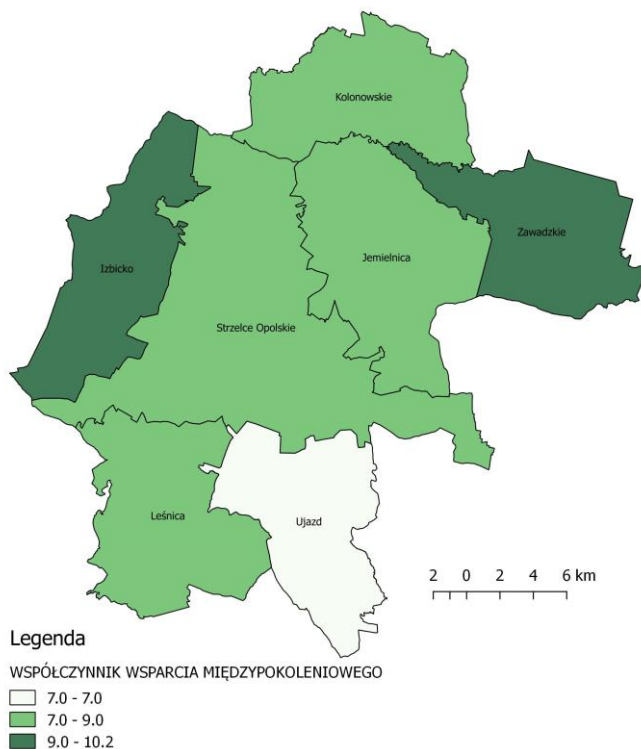 Kolonowskie
Zawadzkie
Jemielnica
Izbicko
Strzelce Opolskie
Leśnica
Ujazd
2 0 2 4 6 km
Legenda
WSPÓŁCZYNNIK WSPARCIA MIĘDZYPOKOLENIOWEGO
7.0 - 7.0
7.0 - 9.0
9.0 - 10.2